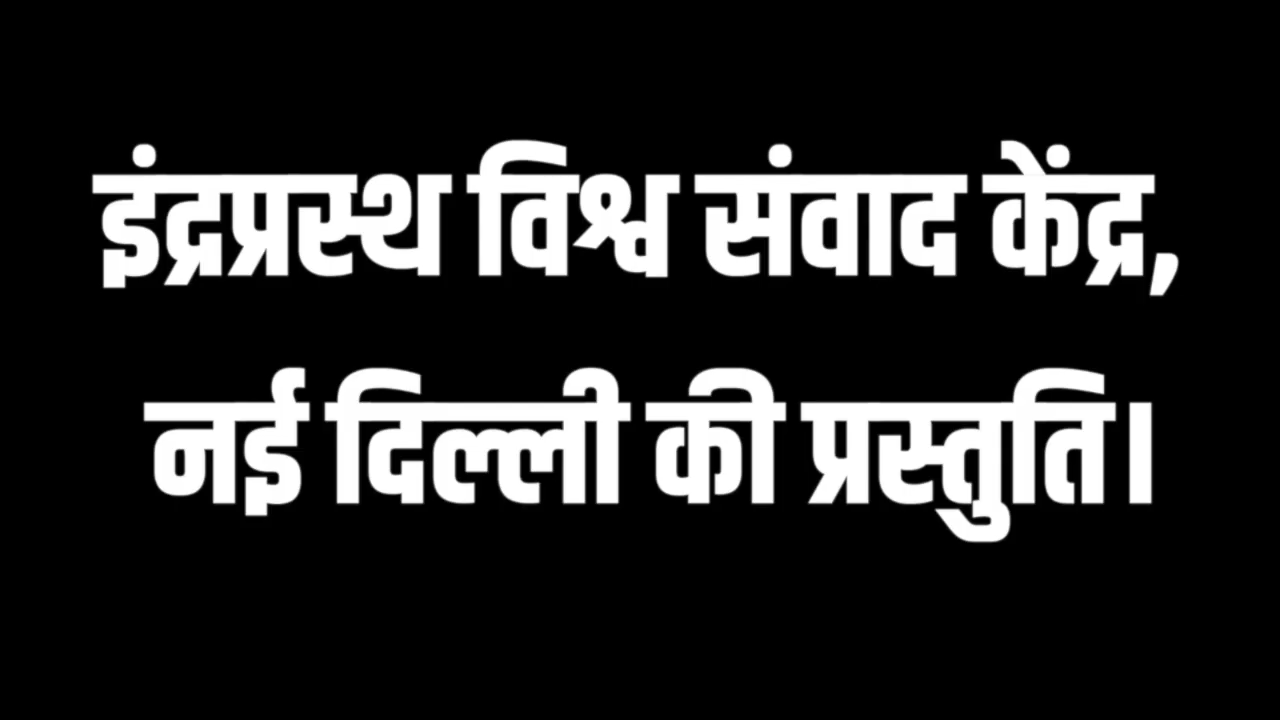 इंद्रप्रस्थ विश्व संवाद केंद्र,
नई दिल्ली की प्रस्तुति।